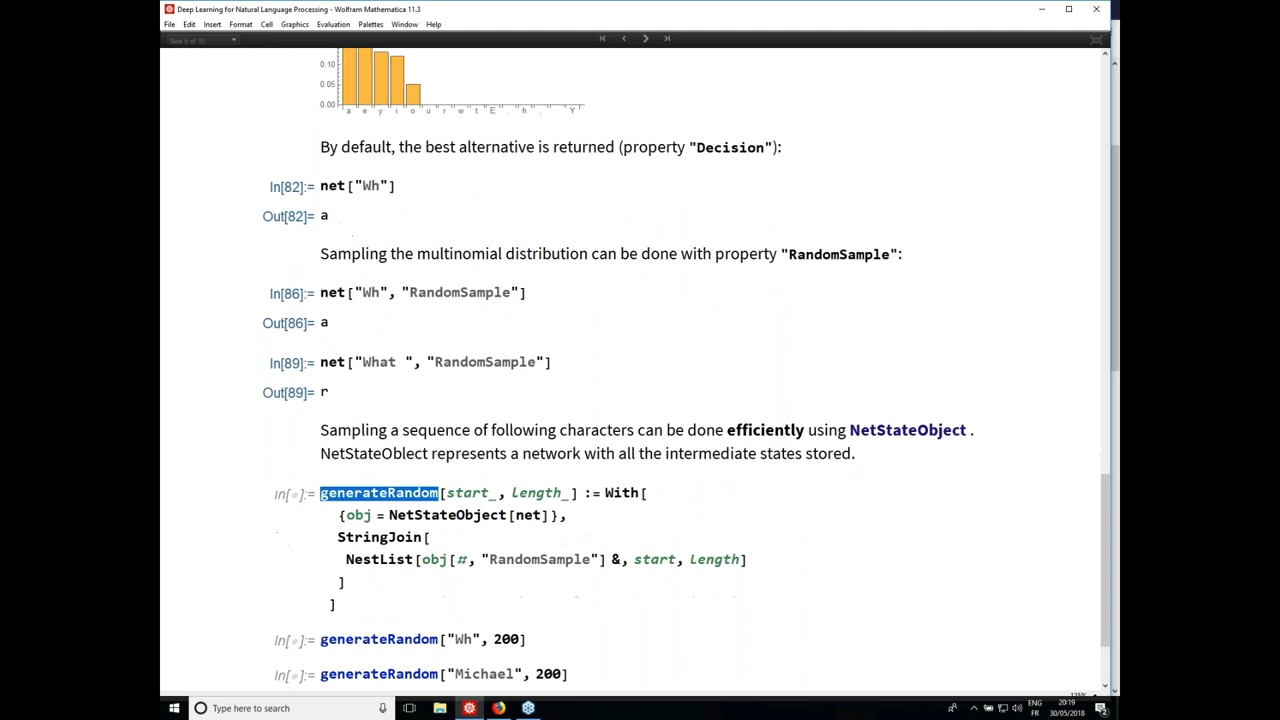 Deep Learning for Natural Language Processing - Wolfram Mathematica 11.3
File Edit Insert Format Cell Graphics Evaluation Palettes Window Help
0.10
0.05
0.00
a e y i o u r w t E . h , Y
By default, the best alternative is returned (property "Decision"):
In[82]:= net["Wh"]
Out[82]= a
Sampling the multinomial distribution can be done with property "RandomSample":
In[86]:= net["Wh", "RandomSample"]
Out[86]= a
In[89]:= net["What ", "RandomSample"]
Out[89]= r
Sampling a sequence of following characters can be done efficiently using NetStateObject .
NetStateOblect represents a network with all the intermediate states stored.
In[∘]:= generateRandom[start_, length_] := With[
{obj = NetStateObject[net]},
StringJoin[
NestList[obj[#, "RandomSample"] &, start, length]
]
]
In[∘]:= generateRandom["Wh", 200]
In[∘]:= generateRandom["Michael", 200]
125%
Type here to search
ENG
FR
20:19
30/05/2018
2